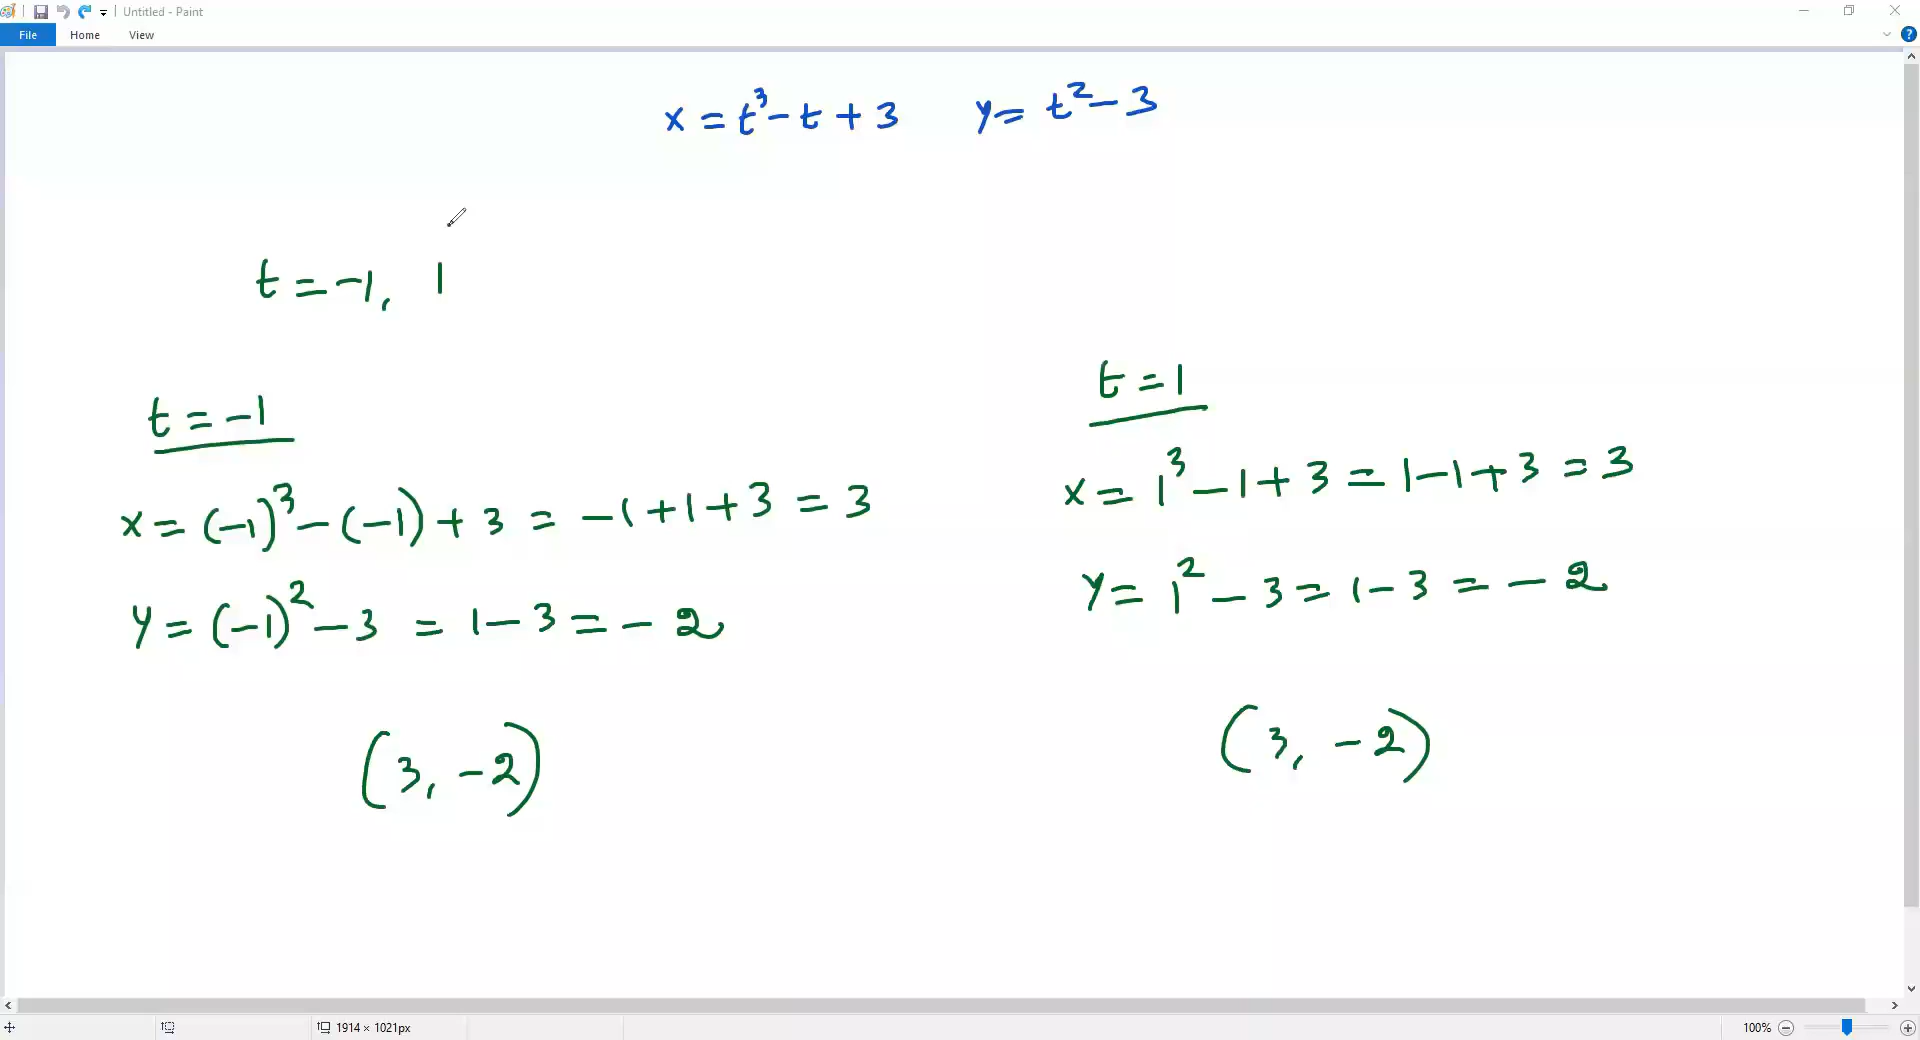 Untitled - Paint
File Home View
x = t³ - t + 3 y = t² - 3
t = -1, 1
t = -1
x = (-1)³ - (-1) + 3 = -1 + 1 + 3 = 3
y = (-1)² - 3 = 1 - 3 = - 2
(3, -2)
t = 1
x = 1³ - 1 + 3 = 1 - 1 + 3 = 3
y = 1² - 3 = 1 - 3 = - 2
(3, -2)
1914 × 1021px 100%